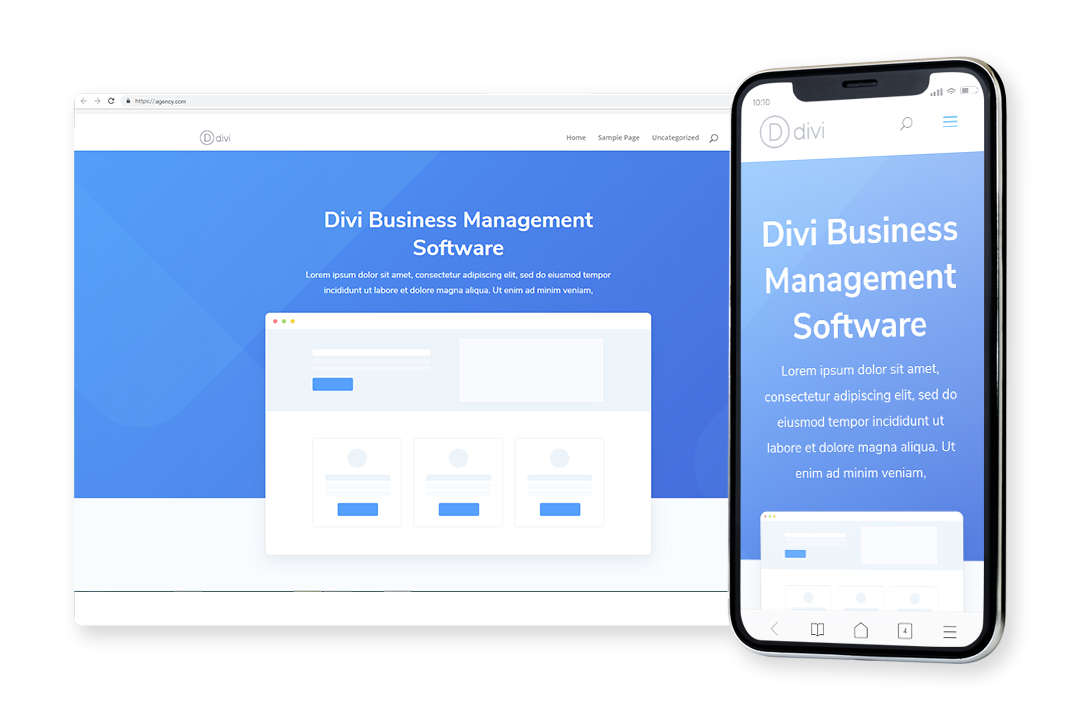 https://agency.com
divi
Home Sample Page Uncategorized
Divi Business Management
Software
Lorem ipsum dolor sit amet, consectetur adipiscing elit, sed do eiusmod tempor
incididunt ut labore et dolore magna aliqua. Ut enim ad minim veniam,
10:10
divi
Divi Business
Management
Software
Lorem ipsum dolor sit amet,
consectetur adipiscing elit, sed do
eiusmod tempor incididunt ut
labore et dolore magna aliqua. Ut
enim ad minim veniam,
4